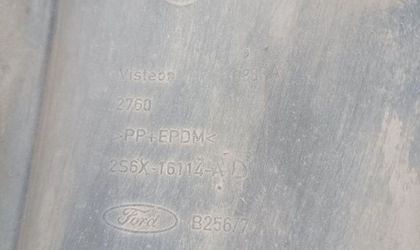 Visteon
2760
>PP+EPDM<
2S6X-16114-AD
Ford B256/7